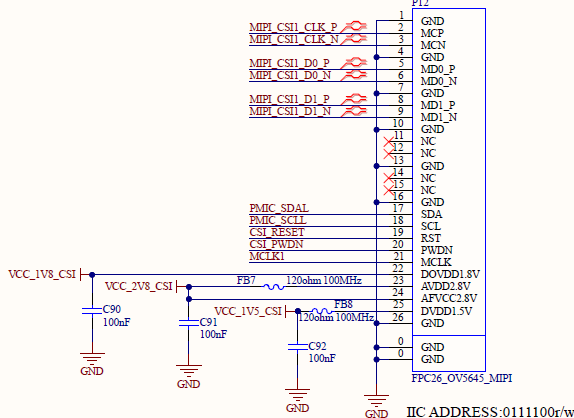 P12
1 GND
MIPI_CSI1_CLK_P 2 MCP
MIPI_CSI1_CLK_N 3 MCN
4 GND
MIPI_CSI1_D0_P 5 MD0_P
MIPI_CSI1_D0_N 6 MD0_N
7 GND
MIPI_CSI1_D1_P 8 MD1_P
MIPI_CSI1_D1_N 9 MD1_N
10 GND
11 NC
12 NC
13 GND
14 NC
15 NC
16 GND
PMIC_SDAL 17 SDA
PMIC_SCLL 18 SCL
CSI_RESET 19 RST
CSI_PWDN 20 PWDN
MCLK1 21 MCLK
VCC_1V8_CSI 22 DOVDD1.8V
VCC_2V8_CSI FB7 120ohm 100MHz 23 AVDD2.8V
24 AFVCC2.8V
VCC_1V5_CSI FB8 120ohm 100MHz 25 DVDD1.5V
26 GND
C90
100nF
C91
100nF
C92
100nF
0 GND
0 GND
GND
GND
GND
GND
FPC26_OV5645_MIPI
IIC ADDRESS:0111100r/w